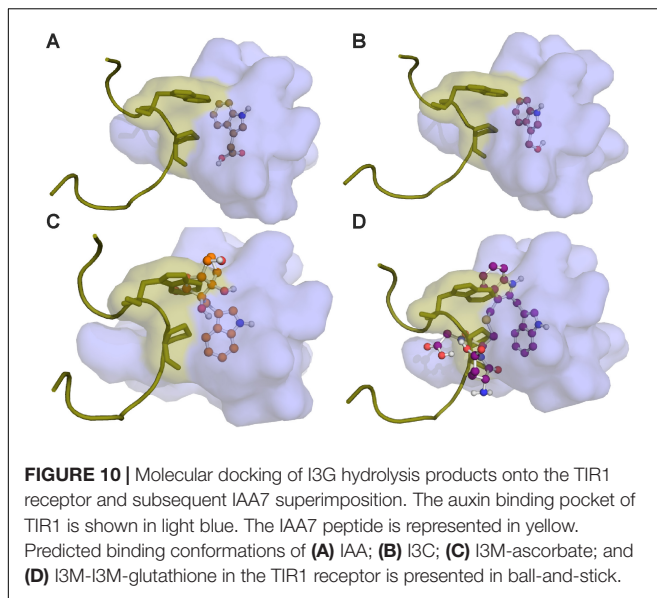 A
B
C
D
FIGURE 10 | Molecular docking of I3G hydrolysis products onto the TIR1
receptor and subsequent IAA7 superimposition. The auxin binding pocket of
TIR1 is shown in light blue. The IAA7 peptide is represented in yellow.
Predicted binding conformations of (A) IAA; (B) I3C; (C) I3M-ascorbate; and
(D) I3M-I3M-glutathione in the TIR1 receptor is presented in ball-and-stick.